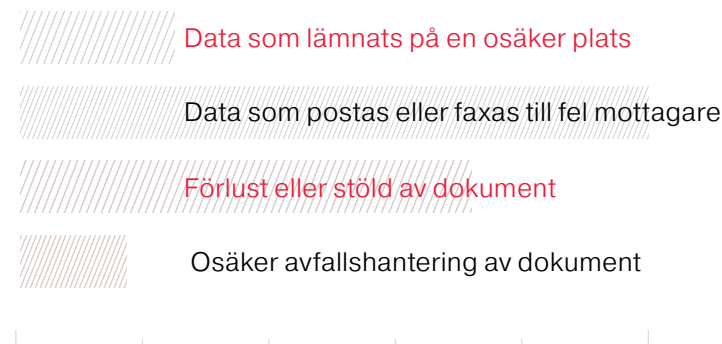 Data som lämnats på en osäker plats
Data som postas eller faxas till fel mottagare
Förlust eller stöld av dokument
Osäker avfallshantering av dokument